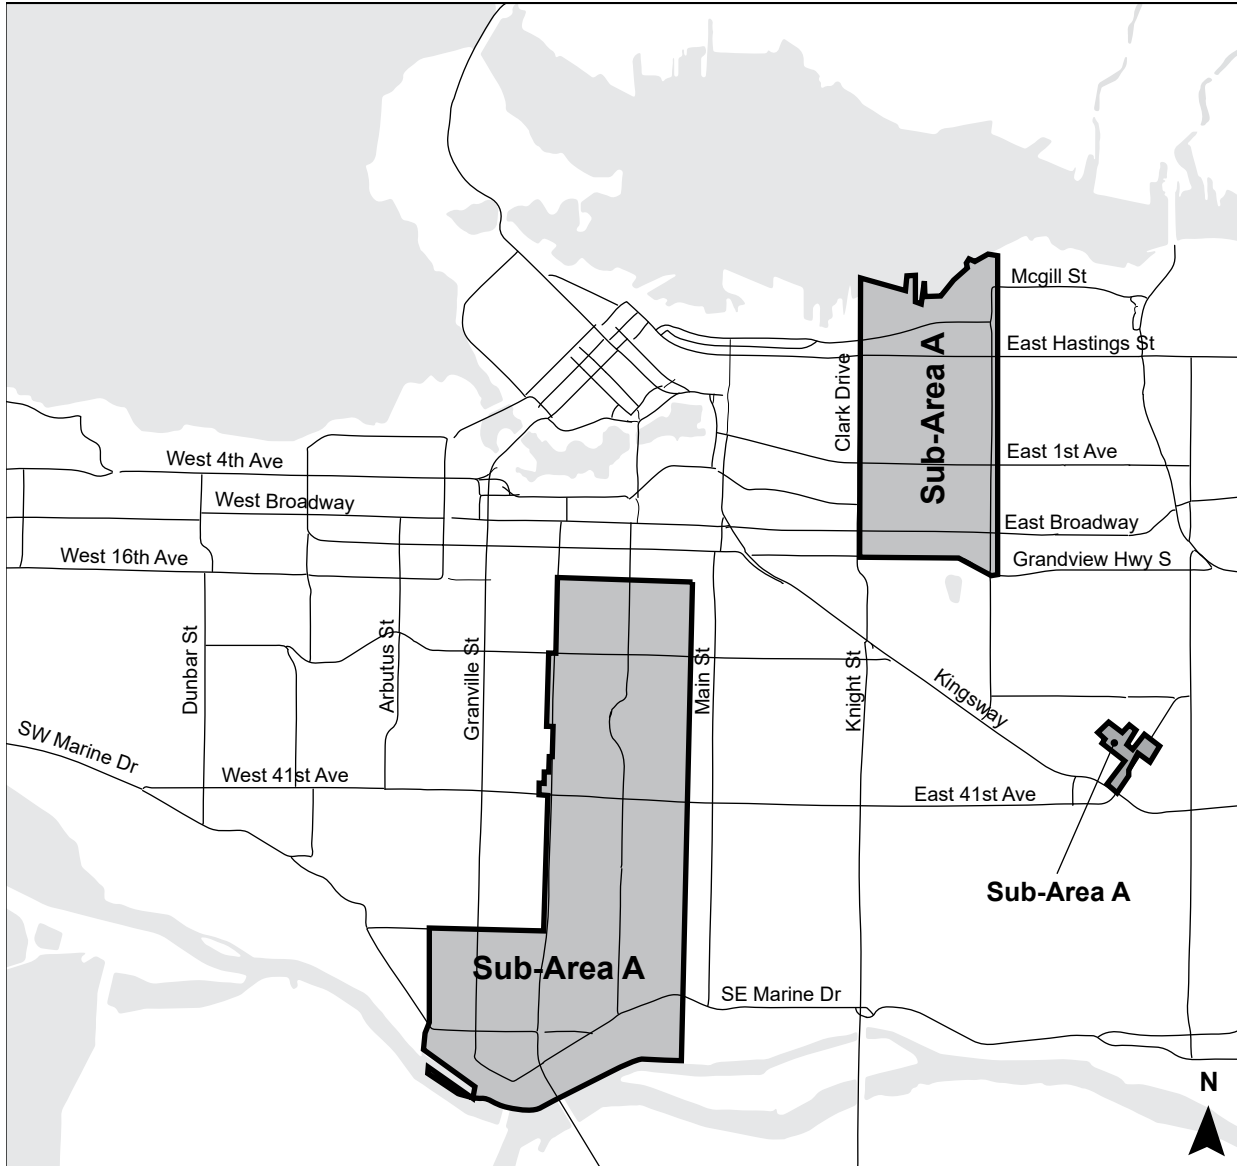 Mcgill St
East Hastings St
Clark Drive
Sub-Area A
East 1st Ave
West 4th Ave
West Broadway
East Broadway
West 16th Ave
Grandview Hwy S
Dunbar St
Arbutus St
Granville St
Main St
Knight St
Kingsway
SW Marine Dr
West 41st Ave
East 41st Ave
Sub-Area A
Sub-Area A
SE Marine Dr
N